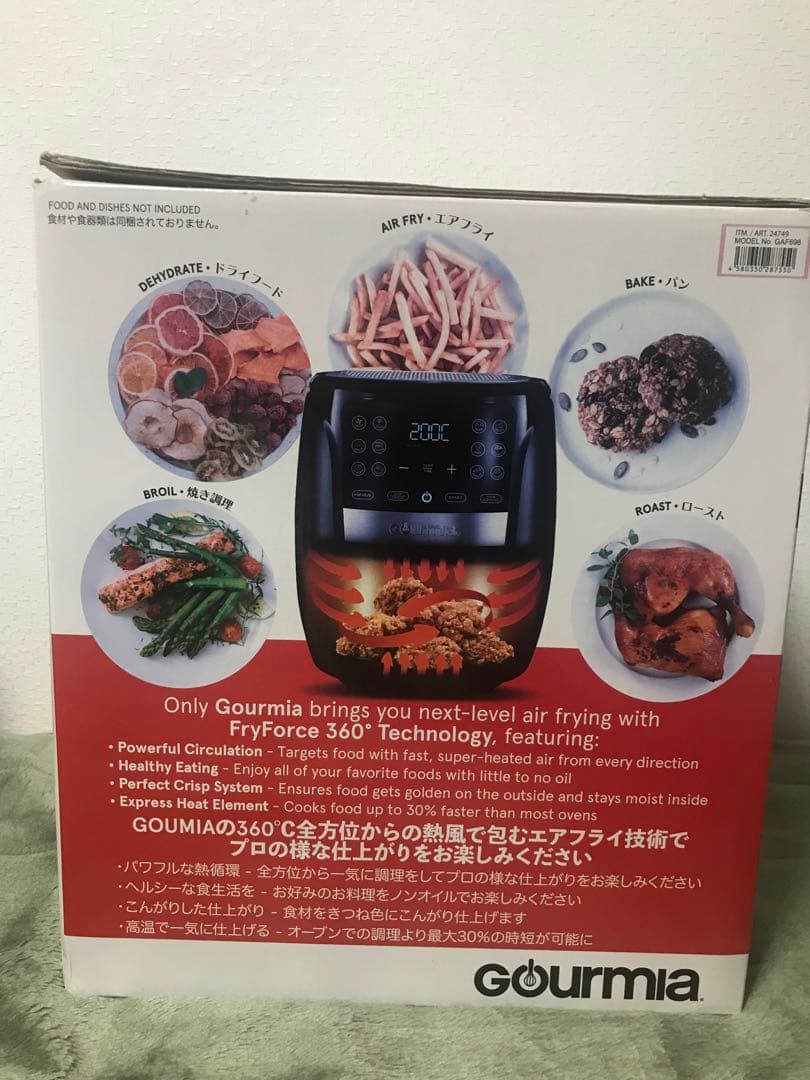 FOOD AND DISHES NOT INCLUDED
食材や食器類は同梱されておりません。
AIR FRY・エアフライ
ITM. / ART. 24749
MODEL No. GAF698
4 580350 287550
DEHYDRATE・ドライフード
BAKE・パン
200C
BROIL・焼き調理
ROAST・ロースト
Only Gourmia brings you next-level air frying with
FryForce 360° Technology, featuring:
• Powerful Circulation - Targets food with fast, super-heated air from every direction
• Healthy Eating - Enjoy all of your favorite foods with little to no oil
• Perfect Crisp System - Ensures food gets golden on the outside and stays moist inside
• Express Heat Element - Cooks food up to 30% faster than most ovens
GOUMIAの360℃全方位からの熱風で包むエアフライ技術で
プロの様な仕上がりをお楽しみください
・パワフルな熱循環 - 全方位から一気に調理をしてプロの様な仕上がりをお楽しみください
・ヘルシーな食生活を - お好みのお料理をノンオイルでお楽しみください
・こんがりした仕上がり - 食材をきつね色にこんがり仕上げます
・高温で一気に仕上げる - オーブンでの調理より最大30%の時短が可能に
Gourmia